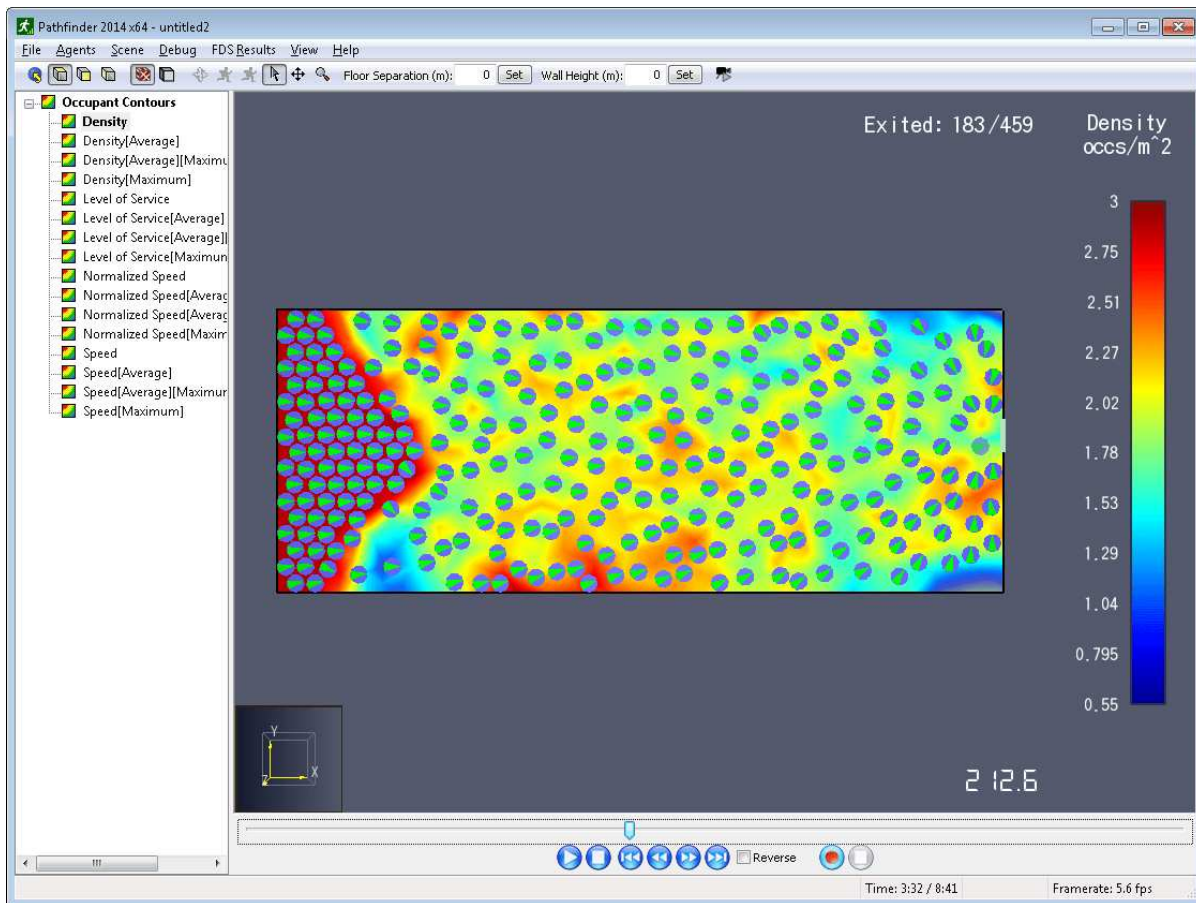 Pathfinder 2014 x64 - untitled2
File Agents Scene Debug FDS Results View Help
Floor Separation (m): 0 Set Wall Height (m): 0 Set
Occupant Contours
Density
Density[Average]
Density[Average][Maximu
Density[Maximum]
Level of Service
Level of Service[Average]
Level of Service[Average][
Level of Service[Maximun
Normalized Speed
Normalized Speed[Averag
Normalized Speed[Averag
Normalized Speed[Maxim
Speed
Speed[Average]
Speed[Average][Maximur
Speed[Maximum]
Exited: 183/459
Density
occs/m^2
3
2.75
2.51
2.27
2.02
1.78
1.53
1.29
1.04
0.795
0.55
Y
Z X
212.6
Reverse
Time: 3:32 / 8:41 Framerate: 5.6 fps